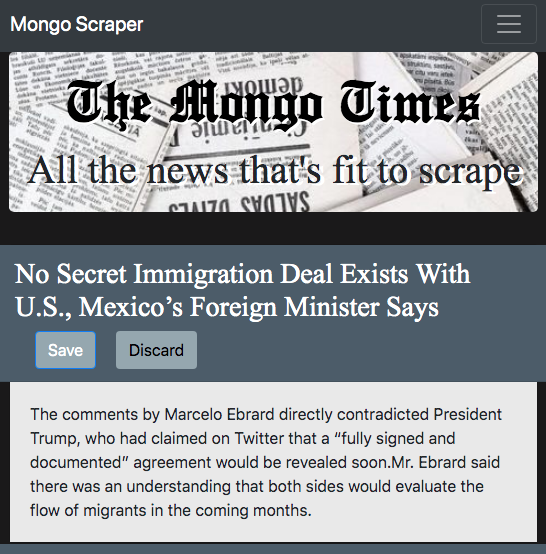 Mongo Scraper
The Mongo Times
All the news that's fit to scrape
No Secret Immigration Deal Exists With
U.S., Mexico’s Foreign Minister Says
Save Discard
The comments by Marcelo Ebrard directly contradicted President
Trump, who had claimed on Twitter that a “fully signed and
documented” agreement would be revealed soon.Mr. Ebrard said
there was an understanding that both sides would evaluate the
flow of migrants in the coming months.